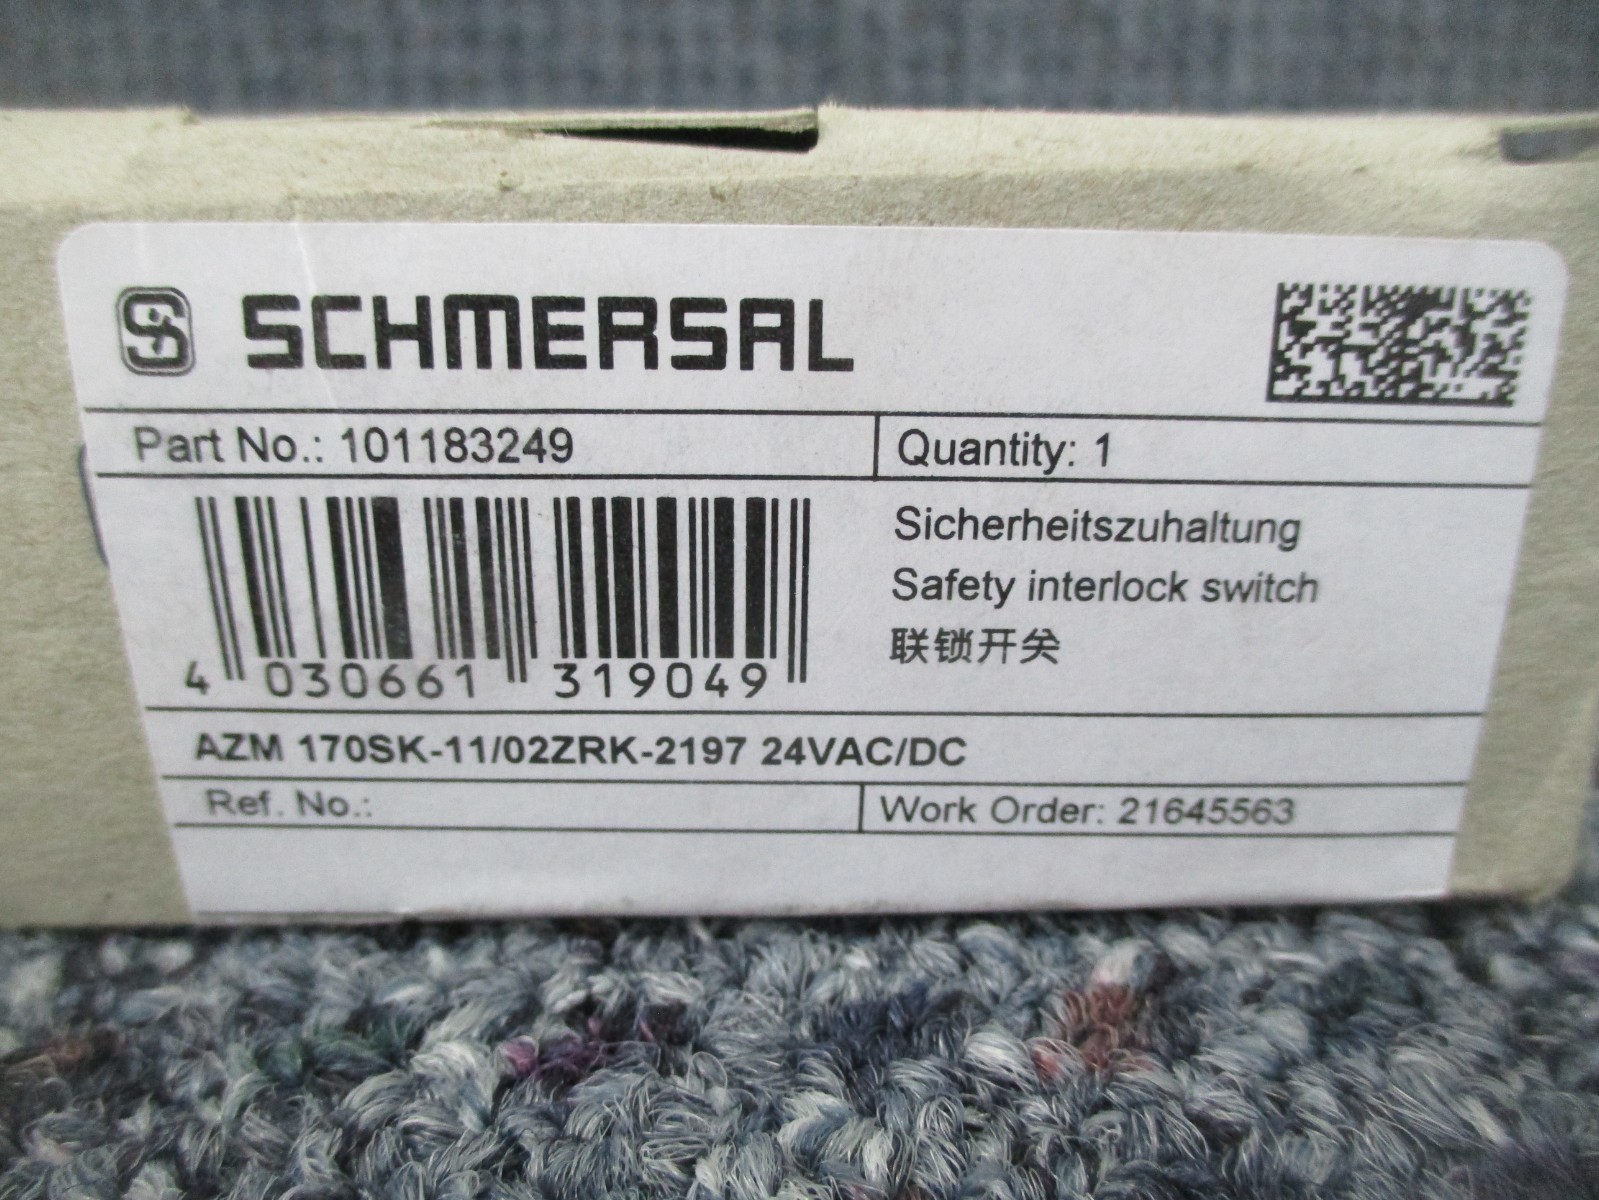 SCHMERSAL
Part No.: 101183249
Quantity: 1
4 030661 319049
Sicherheitszuhaltung
Safety interlock switch
联锁开关
AZM 170SK-11/02ZRK-2197 24VAC/DC
Ref. No.:
Work Order: 21645563